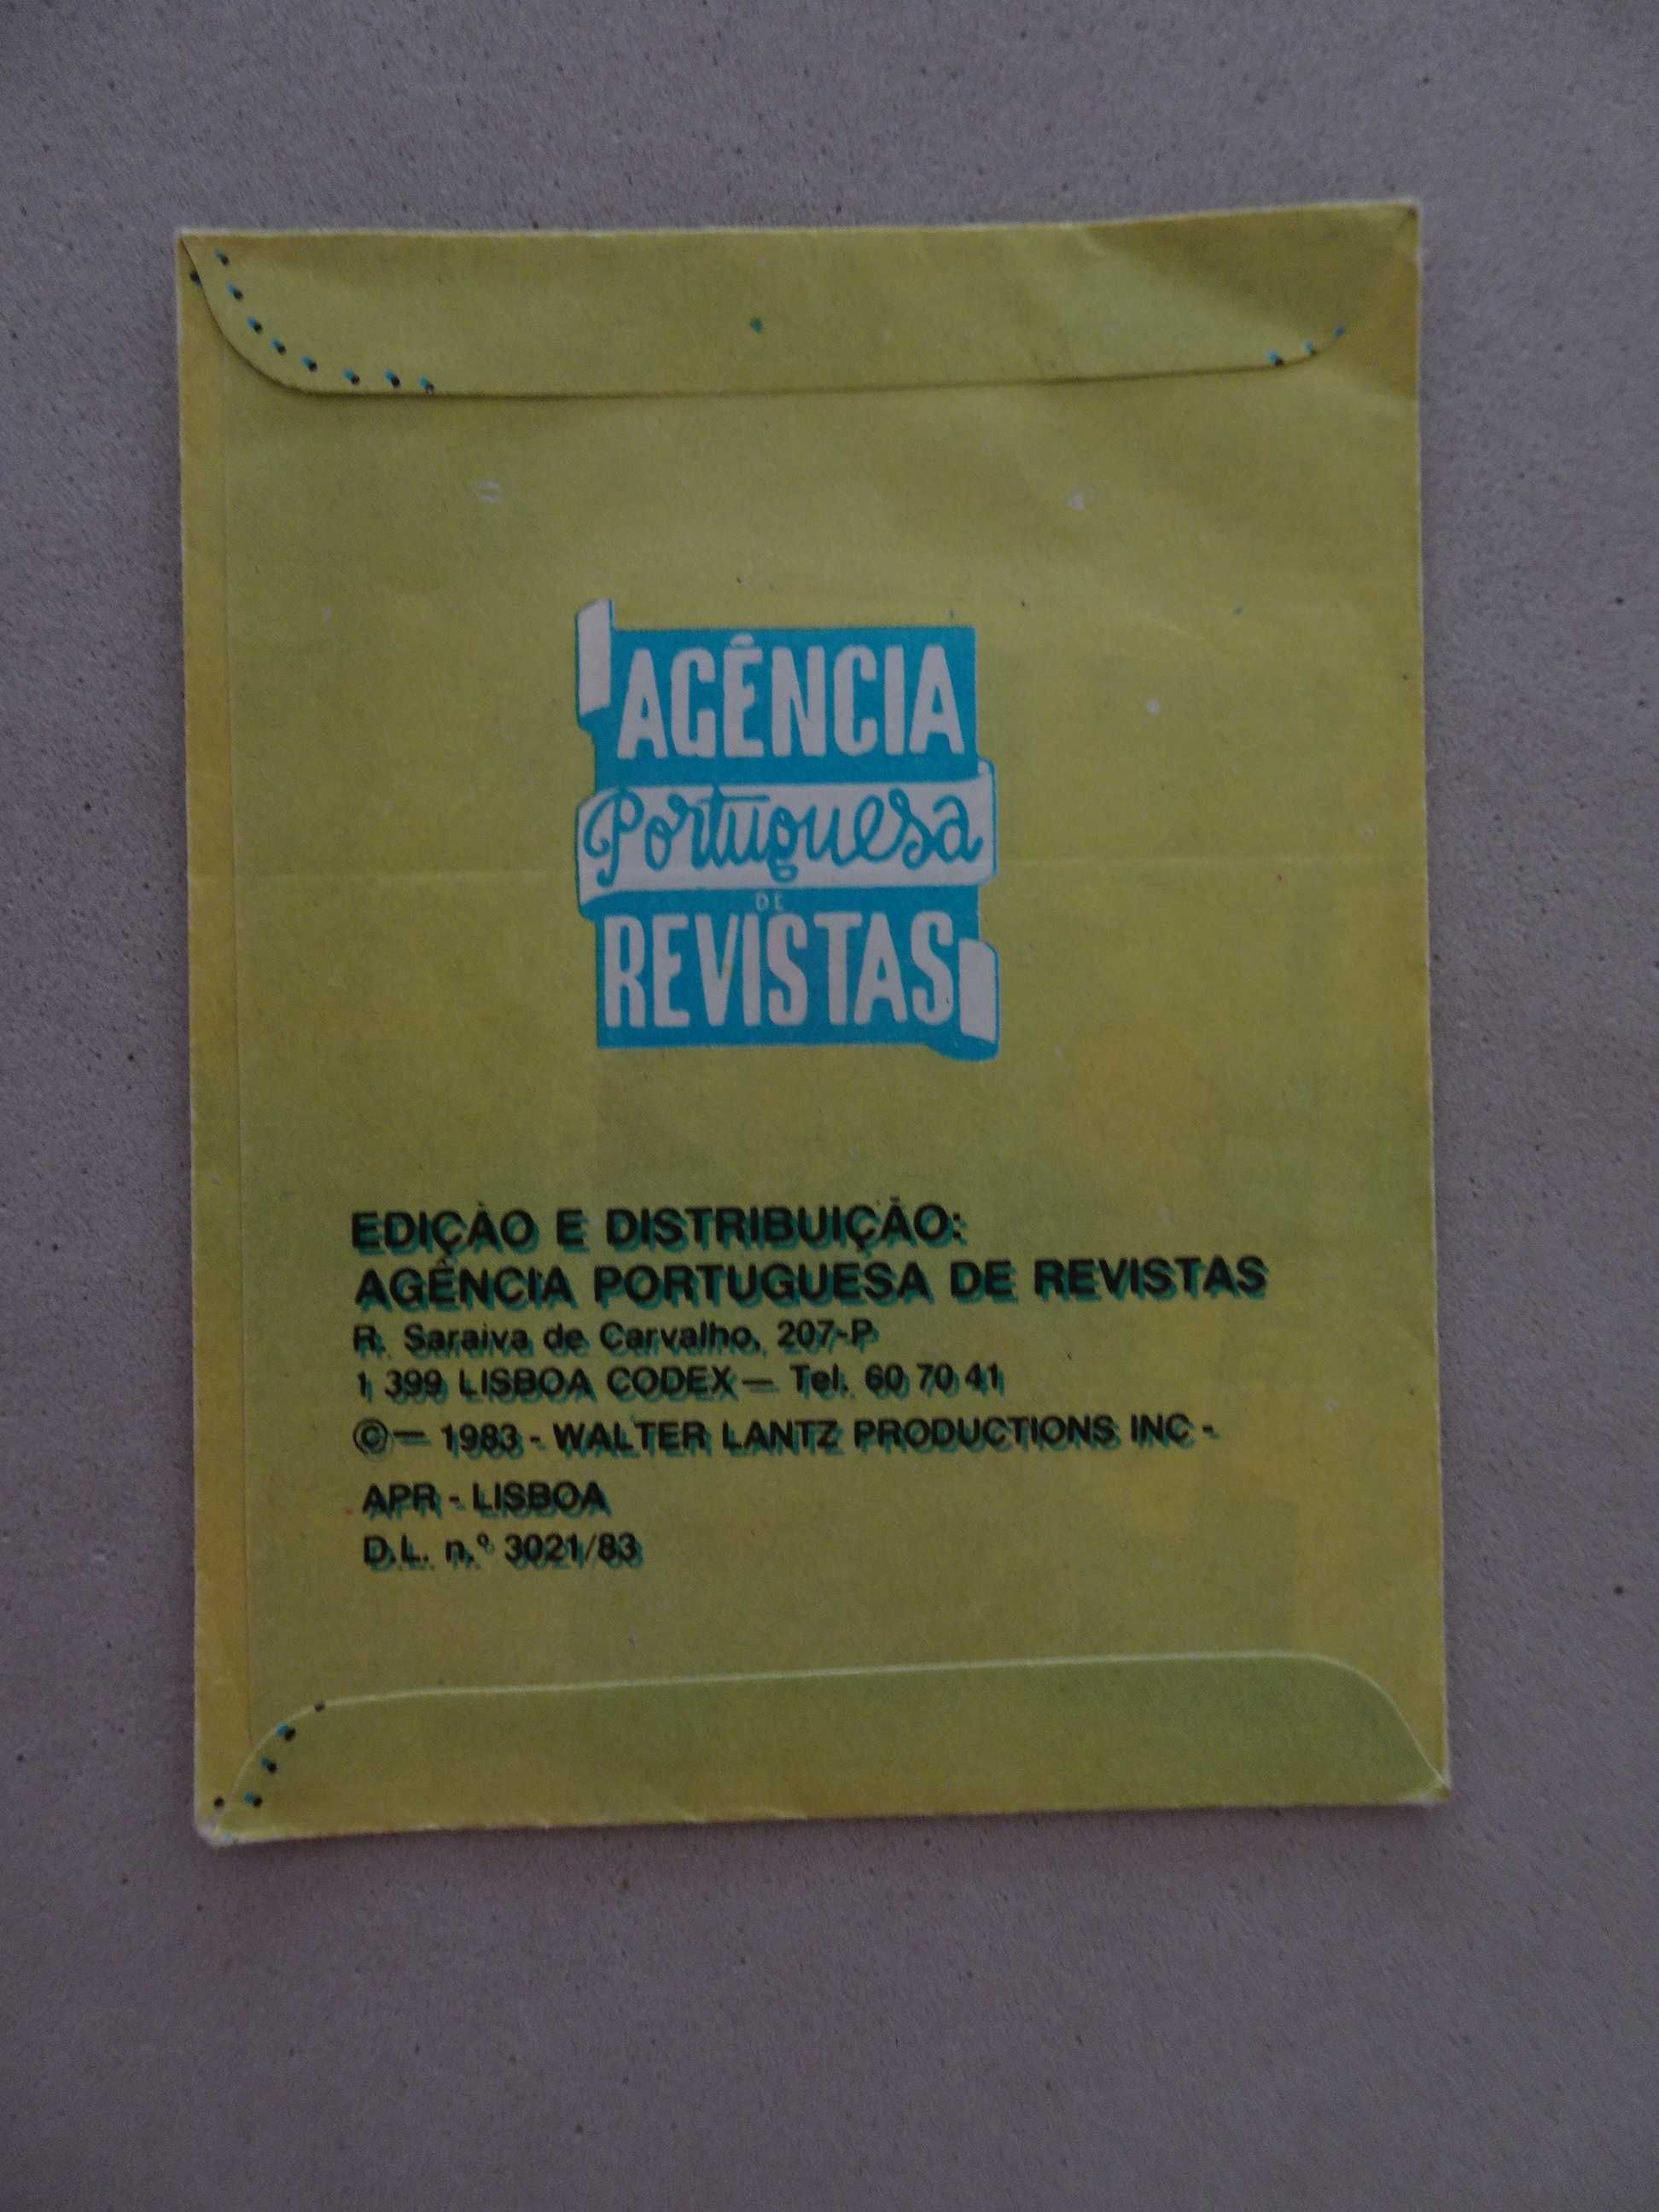 AGÊNCIA
Portuguesa
DE
REVISTAS
EDIÇÃO E DISTRIBUIÇÃO:
AGÊNCIA PORTUGUESA DE REVISTAS
R. Saraiva de Carvalho, 207-P
1 399 LISBOA CODEX — Tel. 60 70 41
©— 1983 - WALTER LANTZ PRODUCTIONS INC -
APR - LISBOA
D.L. n.º 3021/83